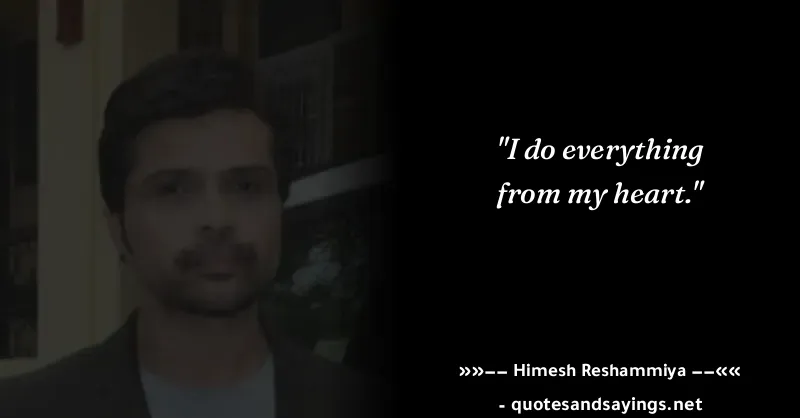 "I do everything
from my heart."
»»–– Himesh Reshammiya ––««
- quotesandsayings.net